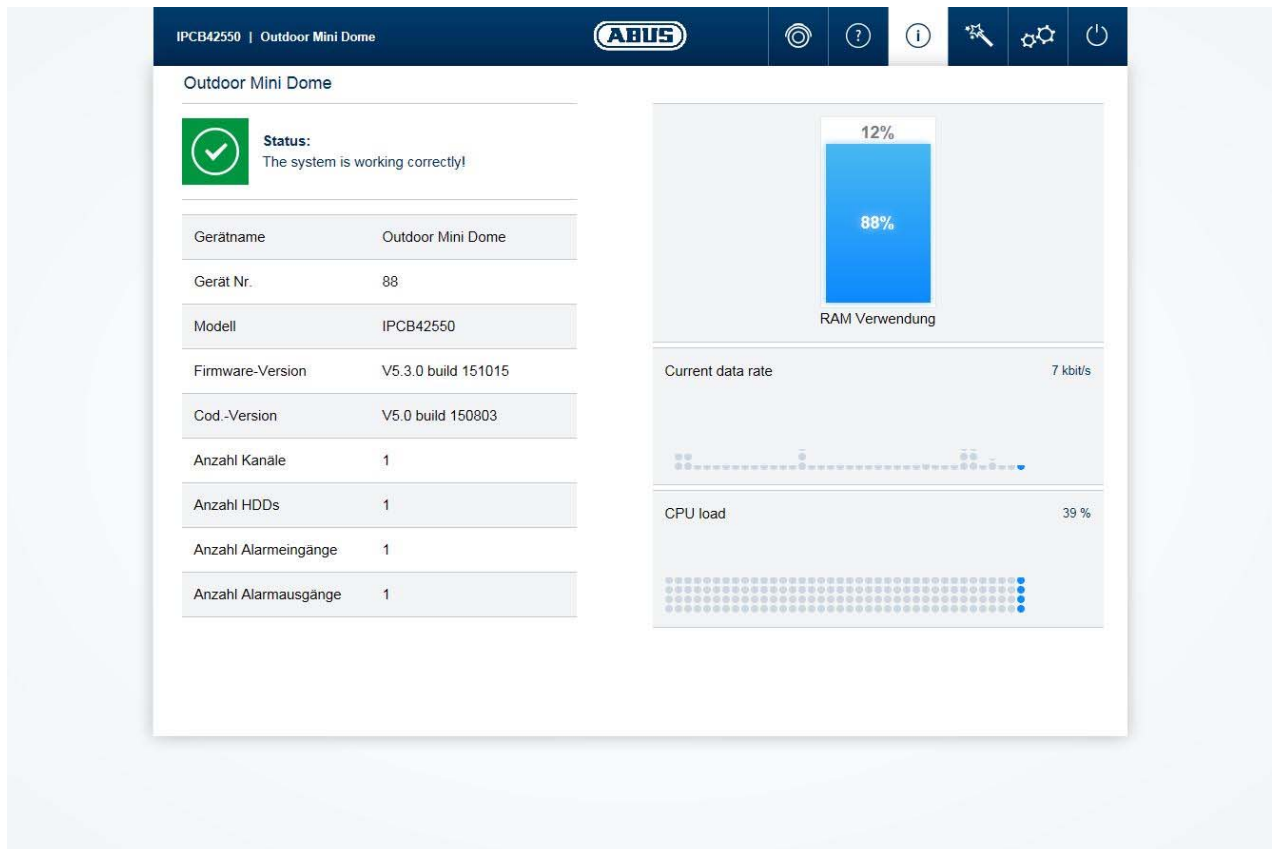 IPCB42550 | Outdoor Mini Dome
ABUS
?
i
Outdoor Mini Dome
Status:
The system is working correctly!
Gerätname Outdoor Mini Dome
Gerät Nr. 88
Modell IPCB42550
Firmware-Version V5.3.0 build 151015
Cod.-Version V5.0 build 150803
Anzahl Kanäle 1
Anzahl HDDs 1
Anzahl Alarmeingänge 1
Anzahl Alarmausgänge 1
12%
88%
RAM Verwendung
Current data rate 7 kbit/s
CPU load 39 %